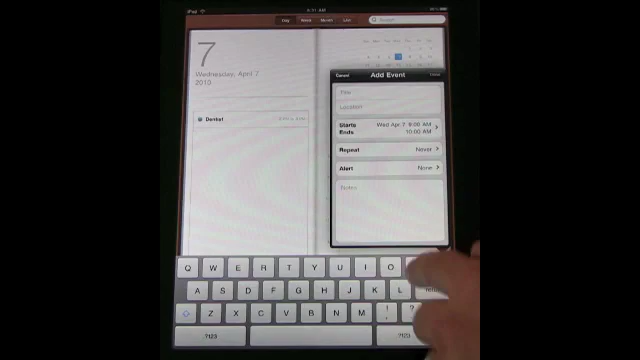 iPad
Day Week Month List
Search
7
Wednesday, April 7
2010
Dentist
Cancel Add Event
Title
Location
Starts Wed Apr 7 9:00 AM
Ends 10:00 AM
Repeat Never
Alert None
Notes
Q W E R T Y U I O
A S D F G H J K L
Z X C V B N M ! ?
,
.?123 .?123